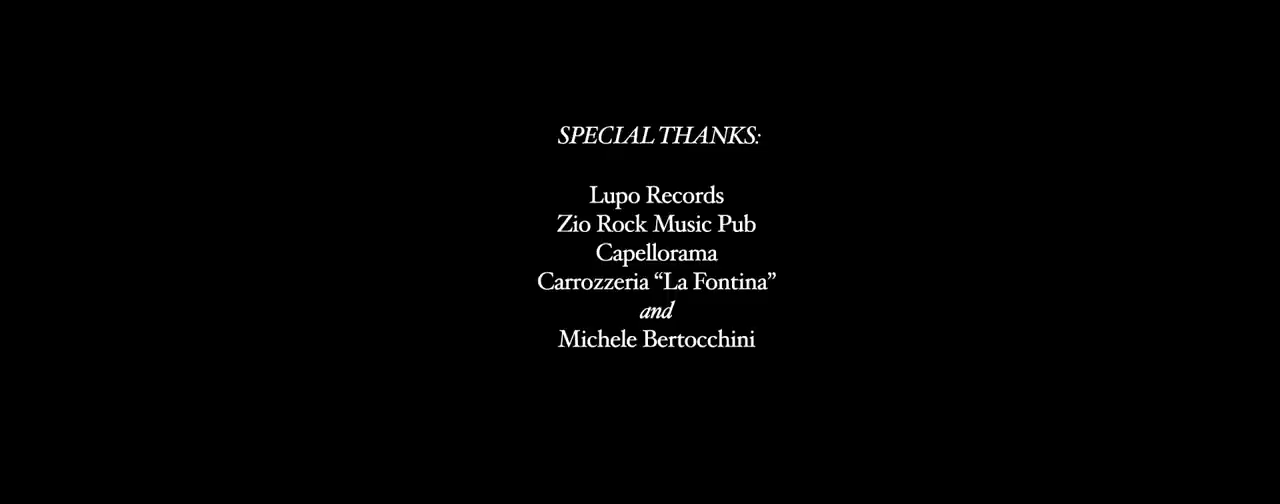 SPECIAL THANKS:
Lupo Records
Zio Rock Music Pub
Capellorama
Carrozzeria “La Fontina”
and
Michele Bertocchini